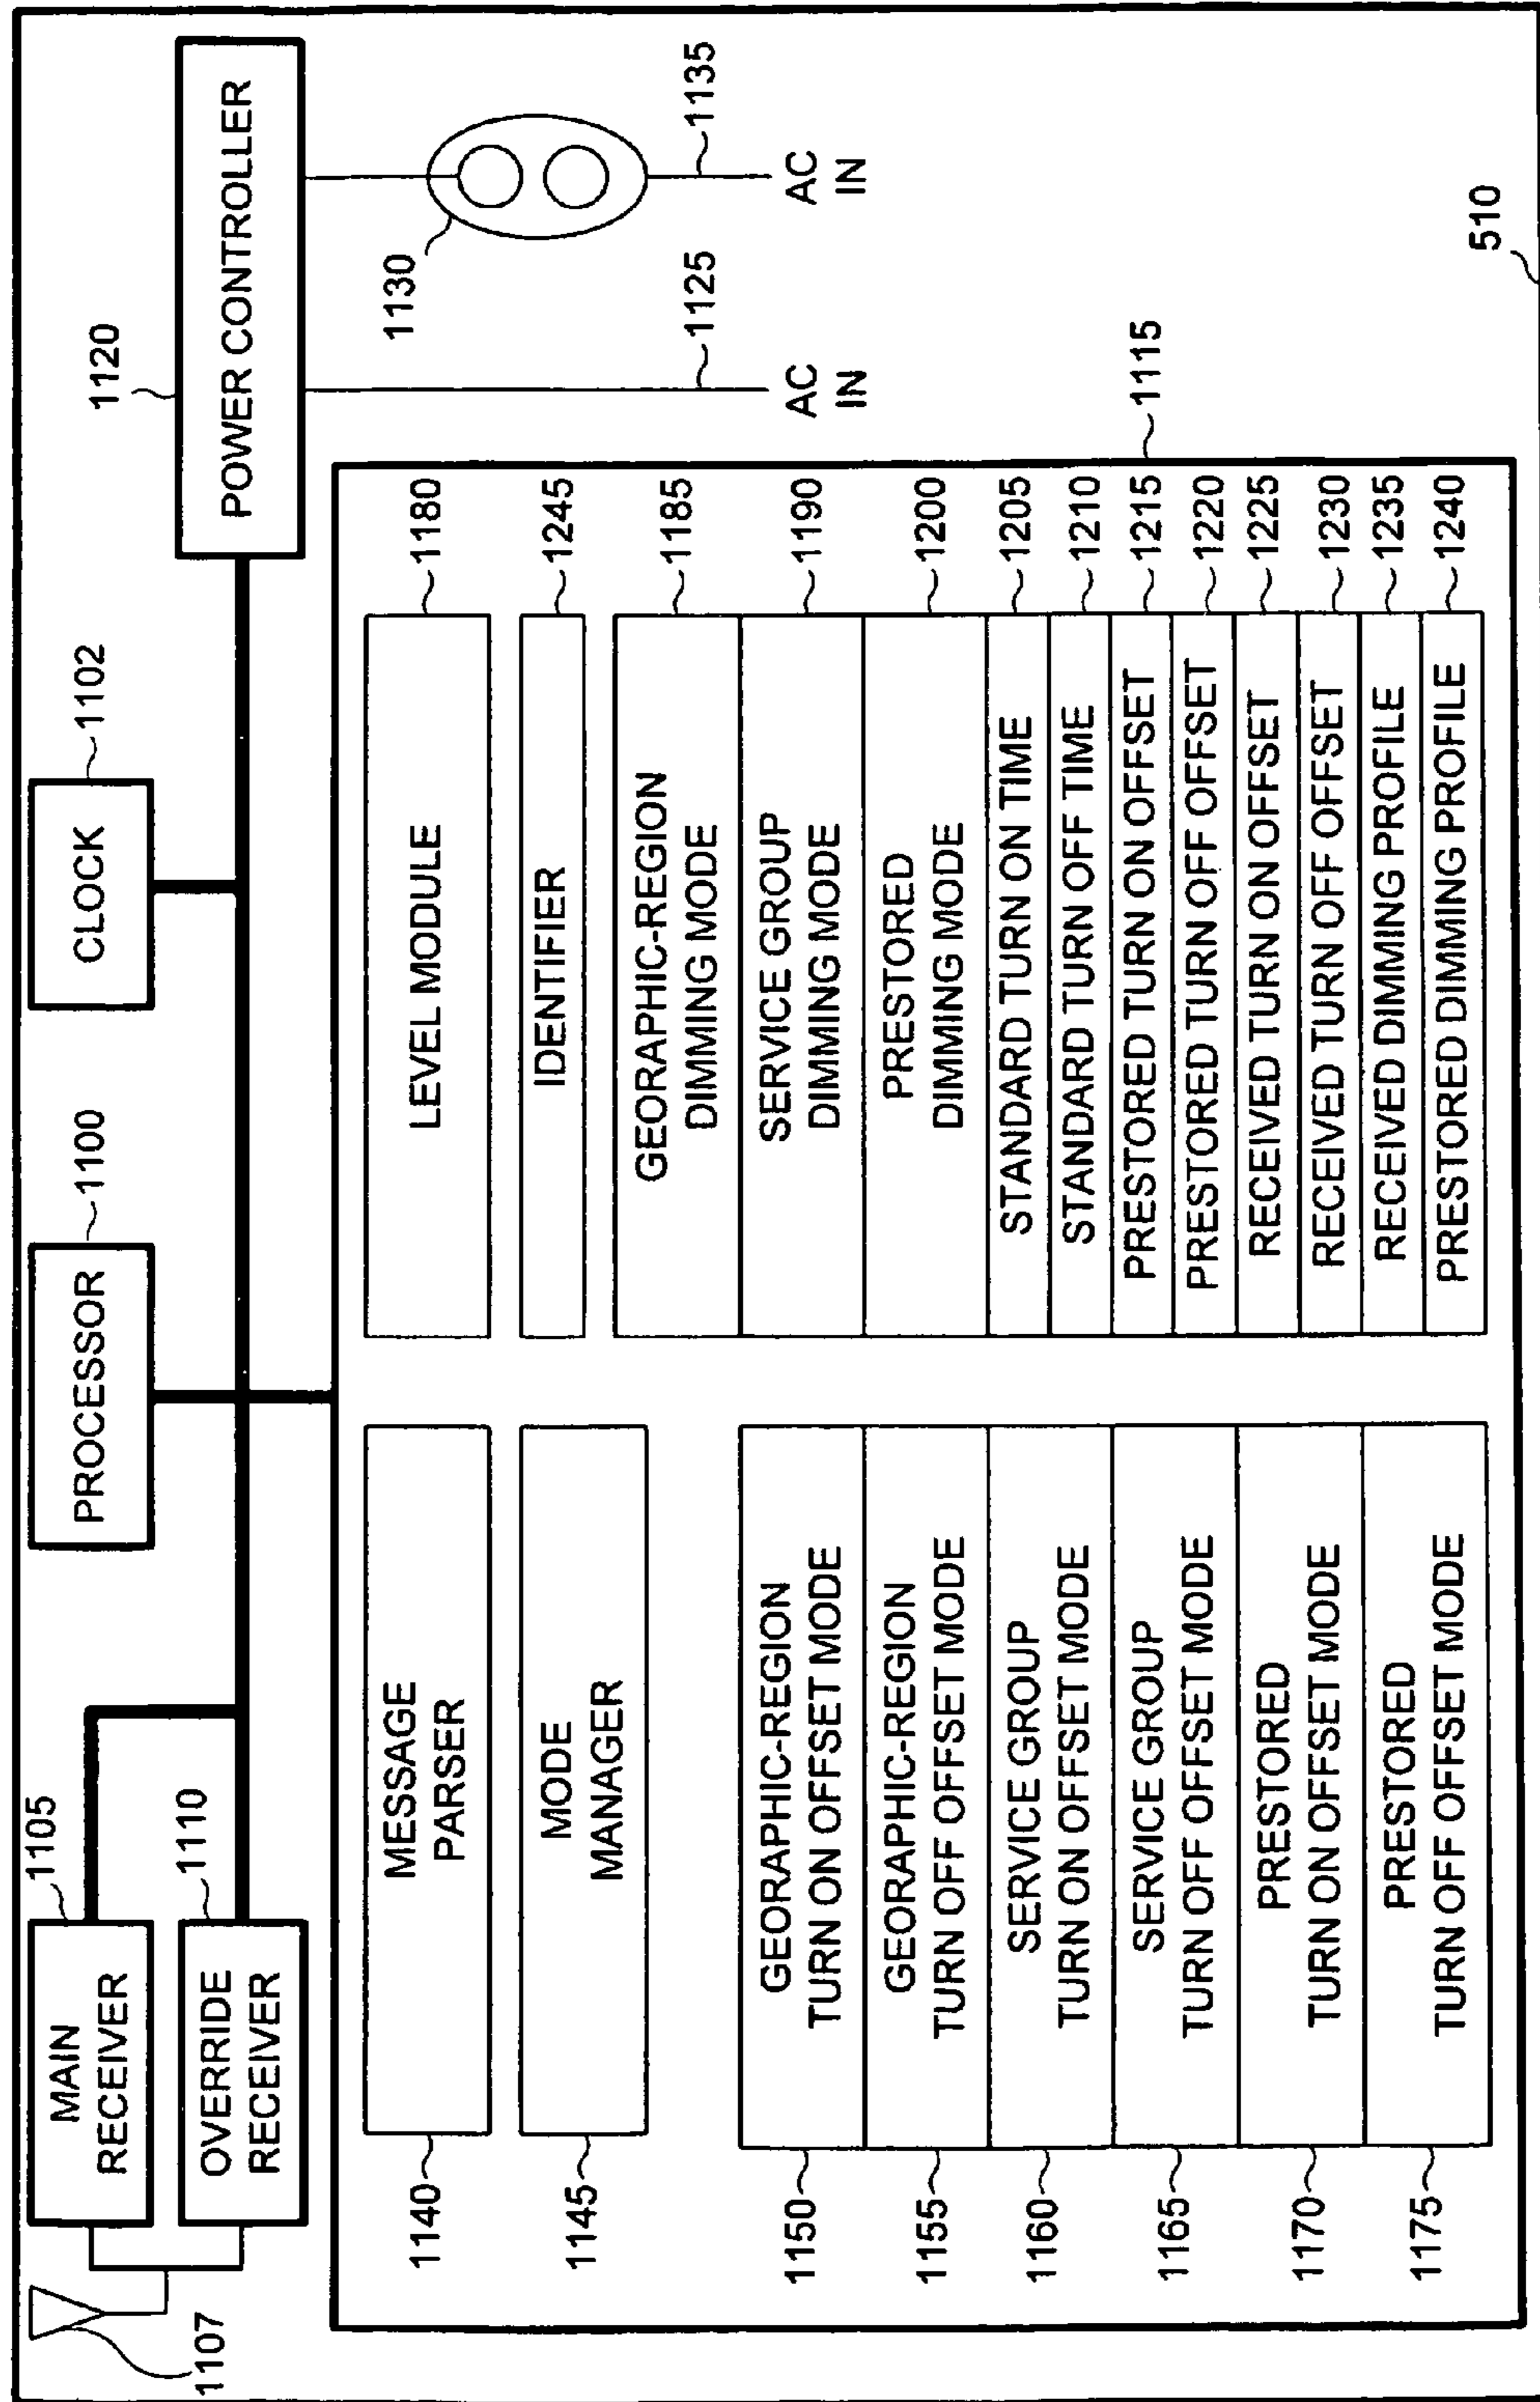 MAIN
RECEIVER
1105
OVERRIDE
RECEIVER
1110
1107
PROCESSOR
1100
CLOCK
1102
POWER CONTROLLER
1120
1130
1125
AC
IN
1135
AC
IN
1115
510
1140
MESSAGE
PARSER
1145
MODE
MANAGER
1150
GEORAPHIC-REGION
TURN ON OFFSET MODE
1155
GEORAPHIC-REGION
TURN OFF OFFSET MODE
1160
SERVICE GROUP
TURN ON OFFSET MODE
1165
SERVICE GROUP
TURN OFF OFFSET MODE
1170
PRESTORED
TURN ON OFFSET MODE
1175
PRESTORED
TURN OFF OFFSET MODE
LEVEL MODULE
1180
IDENTIFIER
1245
GEORAPHIC-REGION
DIMMING MODE
1185
SERVICE GROUP
DIMMING MODE
1190
PRESTORED
DIMMING MODE
1200
STANDARD TURN ON TIME
1205
STANDARD TURN OFF TIME
1210
PRESTORED TURN ON OFFSET
1215
PRESTORED TURN OFF OFFSET
1220
RECEIVED TURN ON OFFSET
1225
RECEIVED TURN OFF OFFSET
1230
RECEIVED DIMMING PROFILE
1235
PRESTORED DIMMING PROFILE
1240